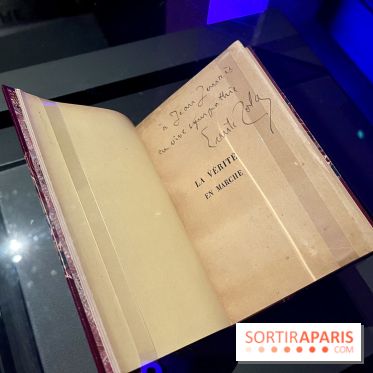 à Jean Jaurès
en vive sympathie
Emile Zola
LA VÉRITÉ
EN MARCHE
SORTIRAPARIS
.COM